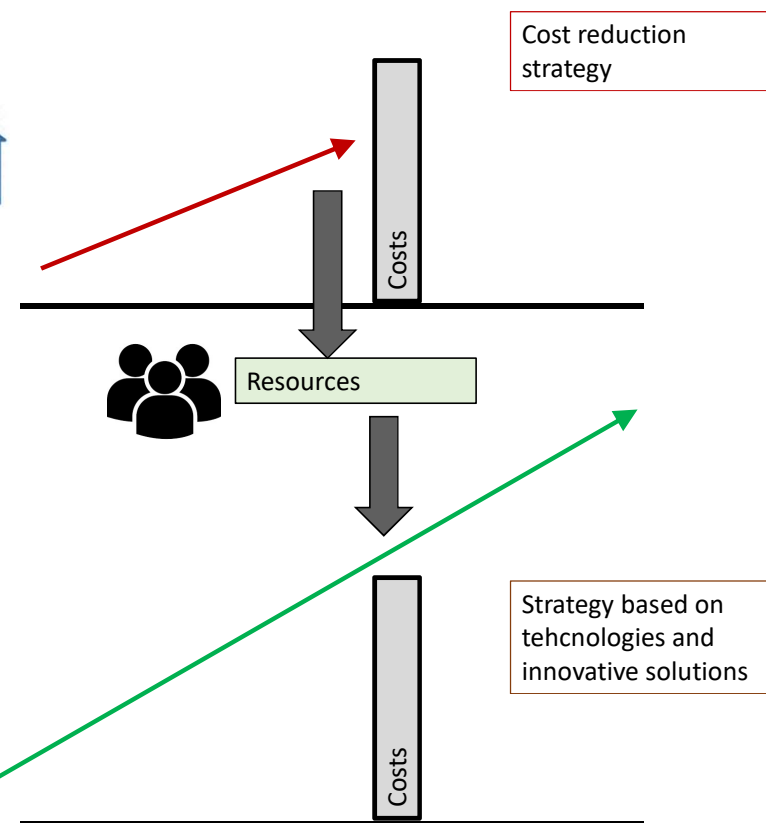 Cost reduction
strategy
Costs
Resources
Strategy based on
tehcnologies and
innovative solutions
Costs